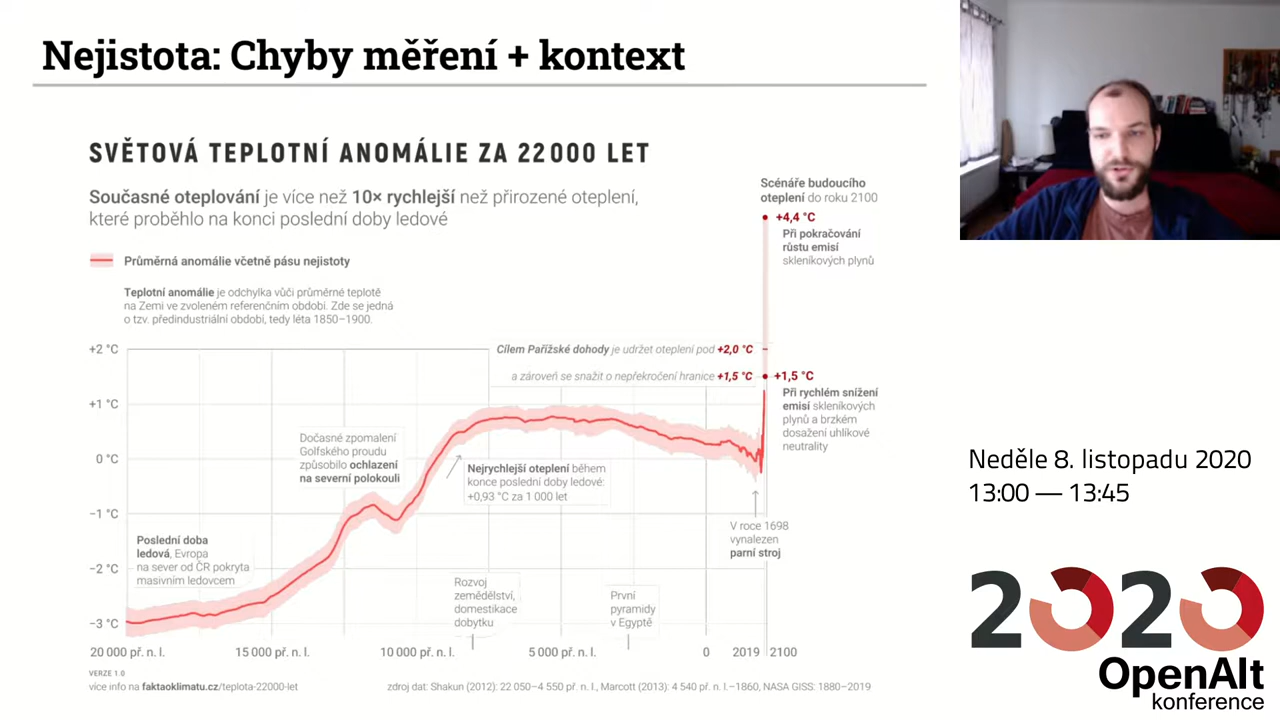 Nejistota: Chyby měření + kontext
SVĚTOVÁ TEPLOTNÍ ANOMÁLIE ZA 22 000 LET
Současné oteplování je více než 10× rychlejší než přirozené oteplení,
které proběhlo na konci poslední doby ledové
Průměrná anomálie včetně pásu nejistoty
Teplotní anomálie je odchylka vůči průměrné teplotě
na Zemi ve zvoleném referenčním období. Zde se jedná
o tzv. předindustriální období, tedy léta 1850–1900.
Scénáře budoucího
oteplení do roku 2100
+4,4 °C
Při pokračování
růstu emisí
skleníkových plynů
Cílem Pařížské dohody je udržet oteplení pod +2,0 °C
a zároveň se snažit o nepřekročení hranice +1,5 °C
+1,5 °C
Při rychlém snížení
emisí skleníkových
plynů a brzkém
dosažení uhlíkové
neutrality
+2 °C
+1 °C
0 °C
−1 °C
−2 °C
−3 °C
Dočasné zpomalení
Golfského proudu
způsobilo ochlazení
na severní polokouli
Nejrychlejší oteplení během
konce poslední doby ledové:
+0,93 °C za 1 000 let
V roce 1698
vynalezen
parní stroj
Poslední doba
ledová, Evropa
na sever od ČR pokryta
masivním ledovcem
Rozvoj
zemědělství,
domestikace
dobytku
První
pyramidy
v Egyptě
20 000 př. n. l. 15 000 př. n. l. 10 000 př. n. l. 5 000 př. n. l. 0 2019 2100
VERZE 1.0
více info na faktaoklimatu.cz/teplota-22000-let
zdroj dat: Shakun (2012): 22 050–4 550 př. n. l., Marcott (2013): 4 540 př. n. l.–1860, NASA GISS: 1880–2019
Neděle 8. listopadu 2020
13:00 — 13:45
2020
OpenAlt
konference